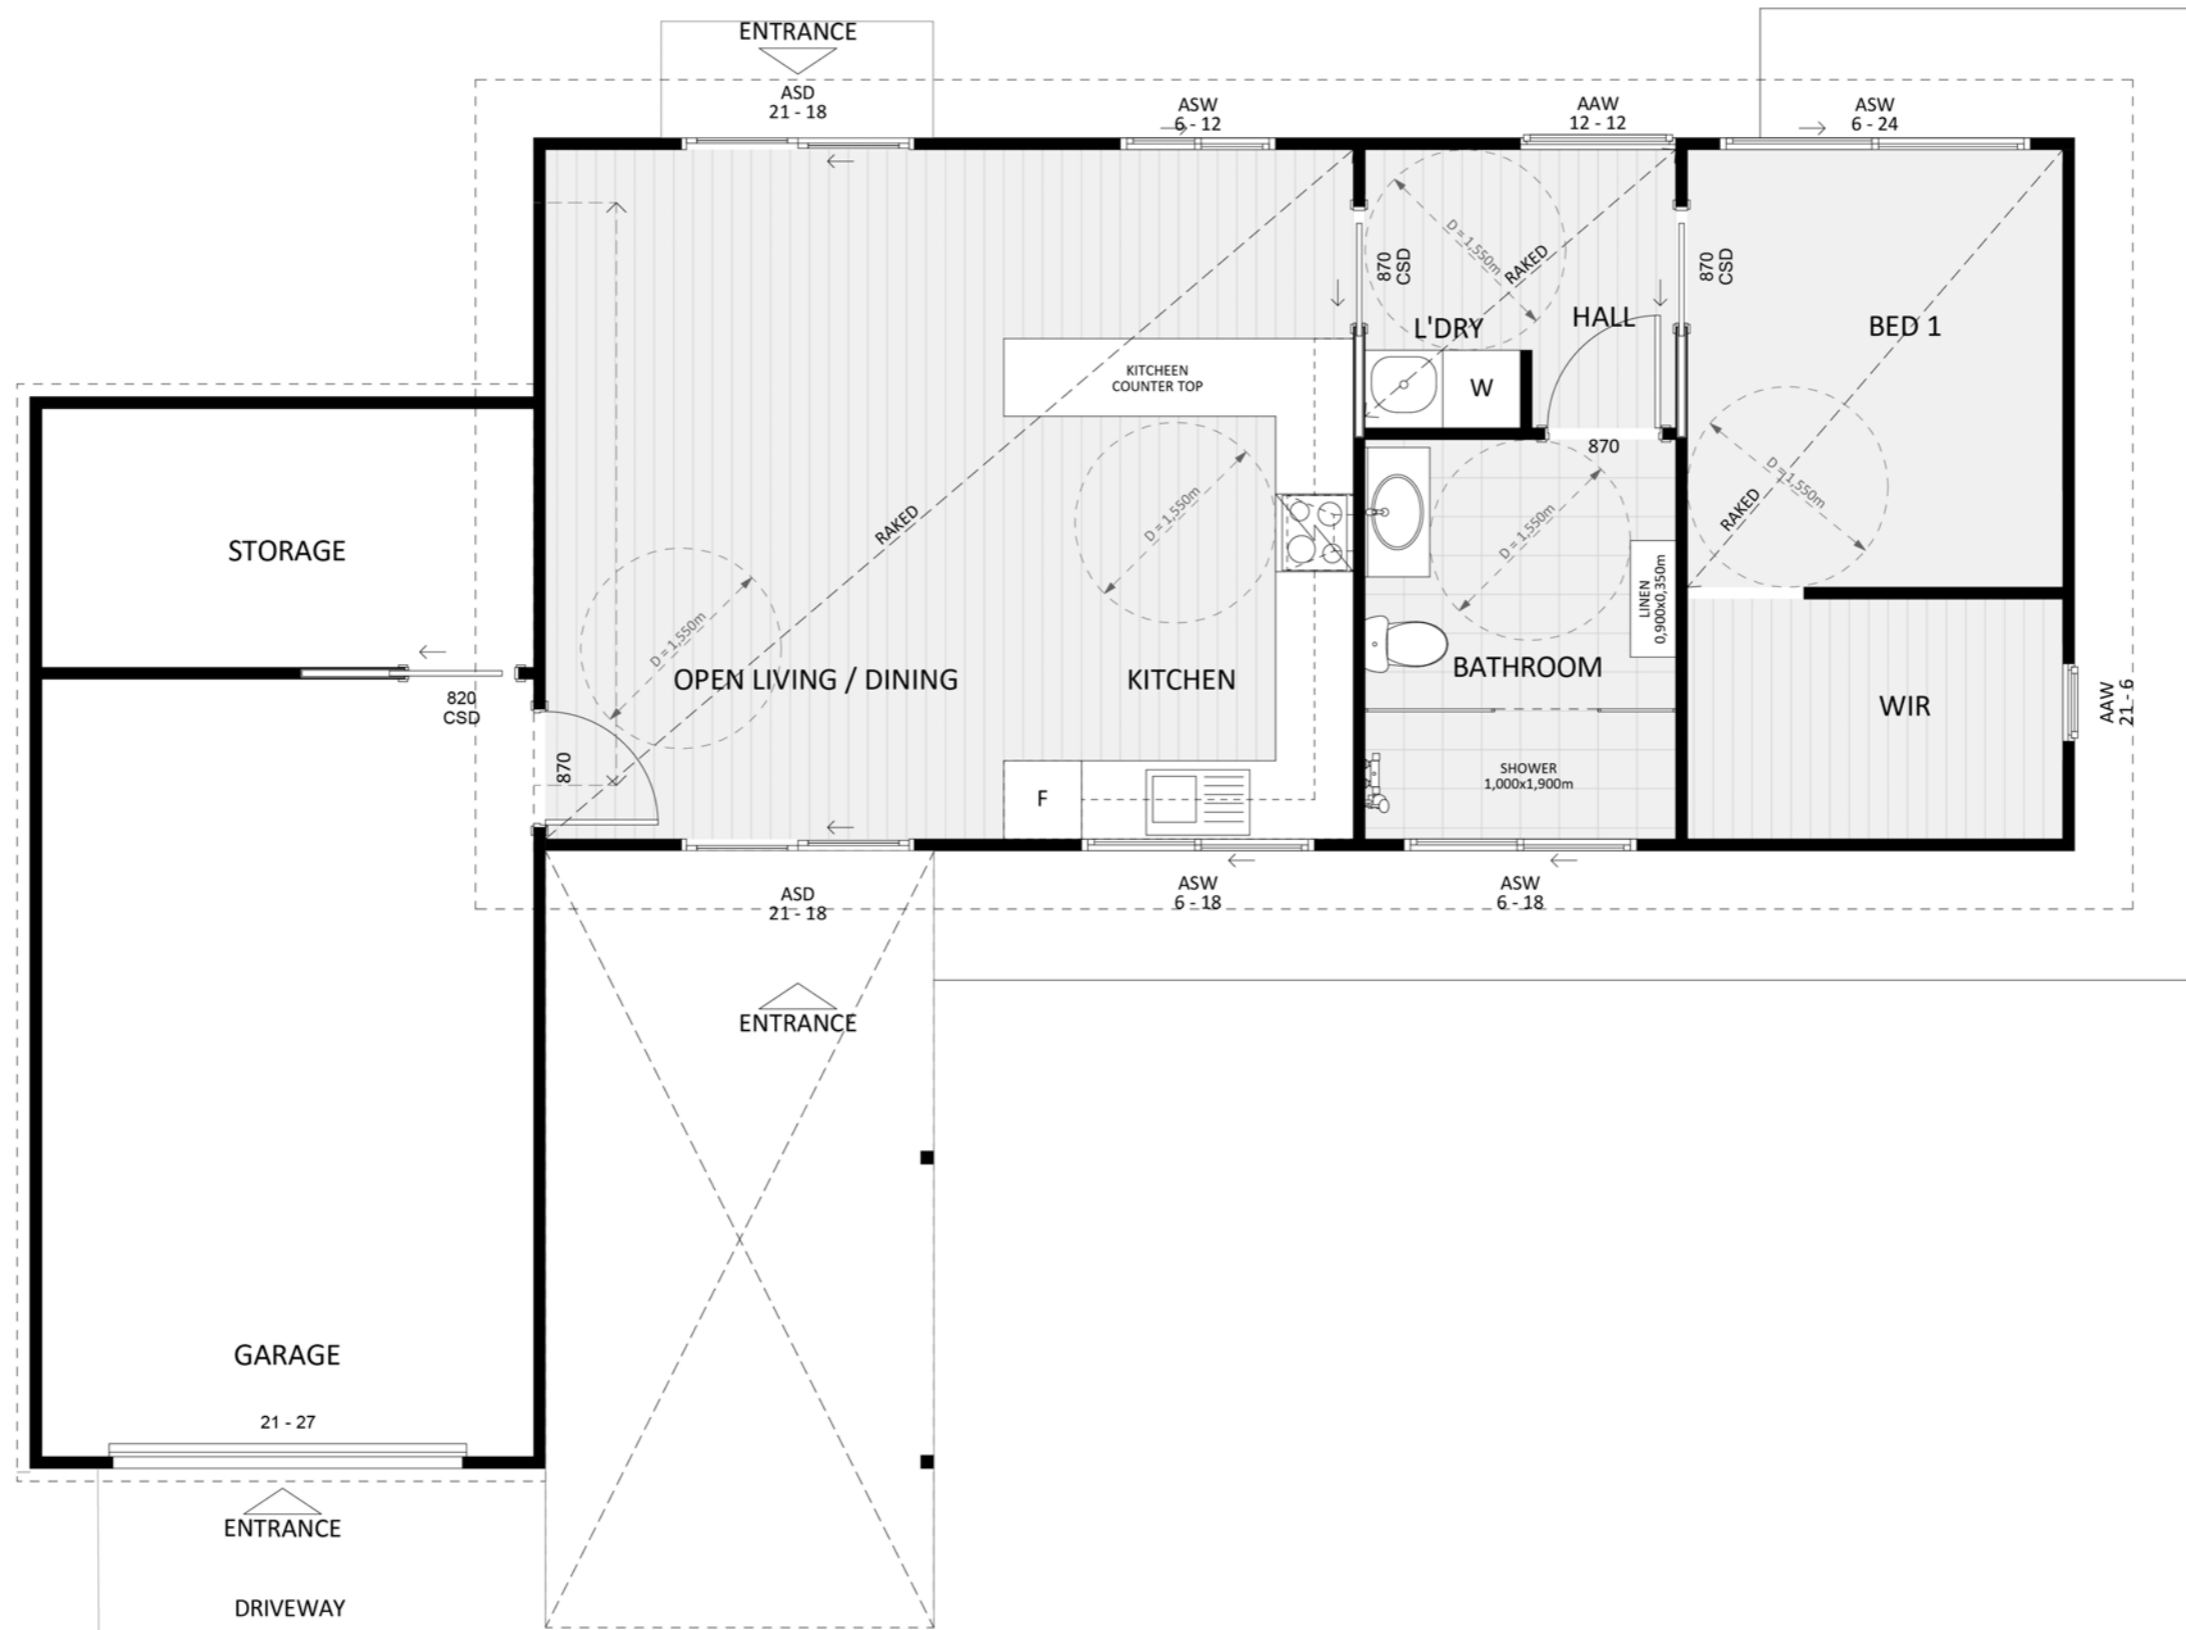 ENTRANCE
ASD
21 - 18
ASW
6 - 12
AAW
12 - 12
ASW
6 - 24
D = 1,550m
RAKED
870
CSD
870
CSD
L'DRY
HALL
BED 1
KITCHEEN
COUNTER TOP
W
870
D = 1,550m
D = 1,550m
D = 1,550m
RAKED
RAKED
STORAGE
LINEN
0,900x0,350m
D = 1,550m
OPEN LIVING / DINING
KITCHEN
BATHROOM
WIR
AAW
21 - 6
820
CSD
870
F
SHOWER
1,000x1,900m
ASD
21 - 18
ASW
6 - 18
ASW
6 - 18
ENTRANCE
GARAGE
21 - 27
ENTRANCE
DRIVEWAY